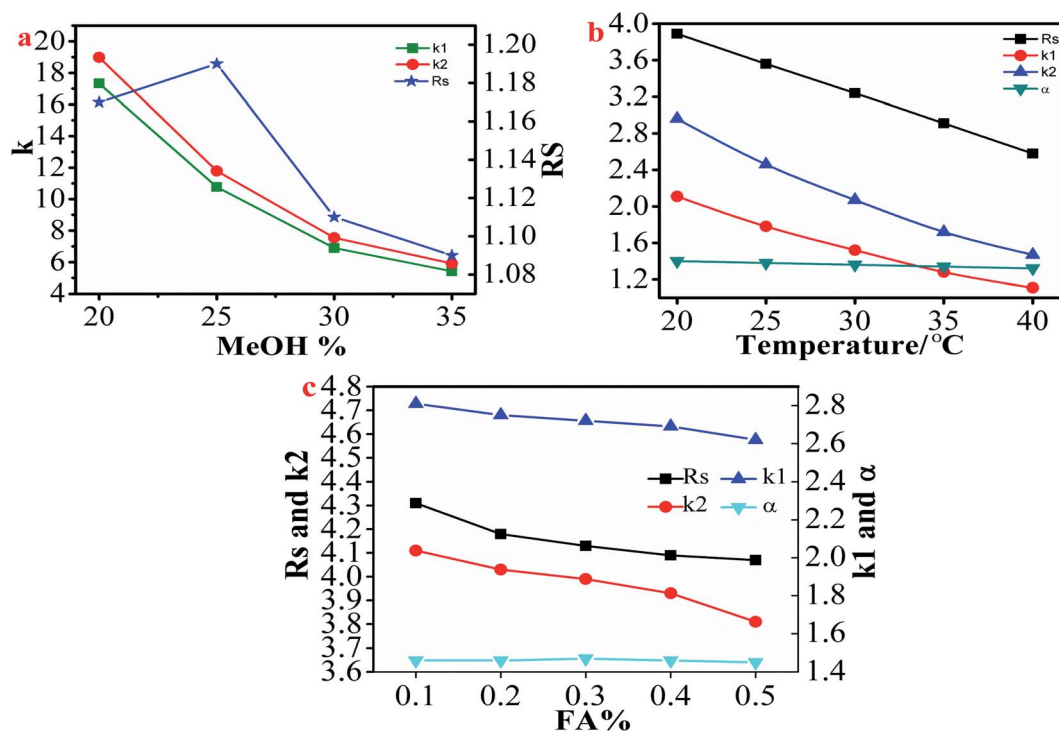 a
20
18
16
14
12
10
8
6
4
k
k1
k2
Rs
1.20
1.18
1.16
1.14
1.12
1.10
1.08
RS
20 25 30 35
MeOH %
b
4.0
3.6
3.2
2.8
2.4
2.0
1.6
1.2
Rs
k1
k2
α
20 25 30 35 40
Temperature/°C
c
4.8
4.7
4.6
4.5
4.4
4.3
4.2
4.1
4.0
3.9
3.8
3.7
3.6
Rs and k2
Rs k1
k2 α
2.8
2.6
2.4
2.2
2.0
1.8
1.6
1.4
k1 and α
0.1 0.2 0.3 0.4 0.5
FA%